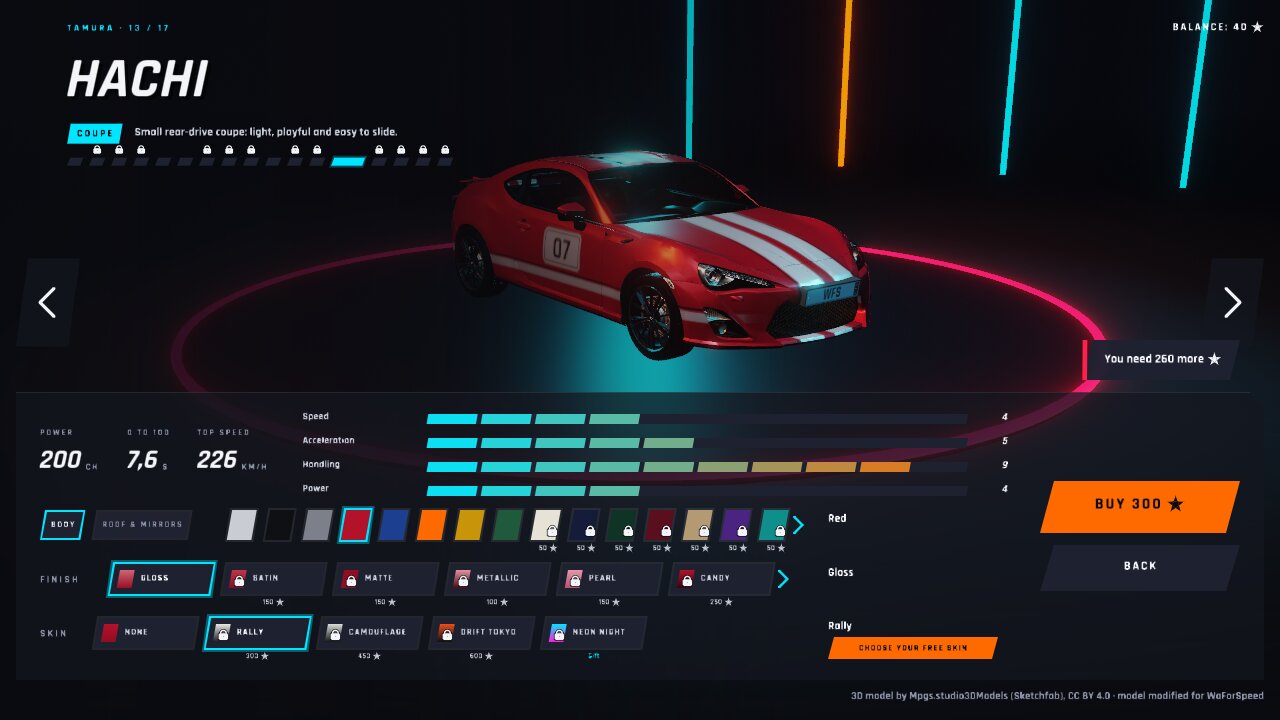 TAMURA · 13 / 17
BALANCE: 40 ★
HACHI
COUPE
Small rear-drive coupe: light, playful and easy to slide.
07
WFS
You need 260 more ★
POWER
200 CH
0 TO 100
7,6 S
TOP SPEED
226 KM/H
Speed 4
Acceleration 5
Handling 9
Power 4
BODY
ROOF & MIRRORS
50 ★ 50 ★ 50 ★ 50 ★ 50 ★ 50 ★ 50 ★
Red
FINISH
GLOSS
SATIN
MATTE
METALLIC
PEARL
CANDY
150 ★ 150 ★ 100 ★ 150 ★ 250 ★
Gloss
SKIN
NONE
RALLY
CAMOUFLAGE
DRIFT TOKYO
NEON NIGHT
300 ★ 450 ★ 600 ★ Gift
Rally
CHOOSE YOUR FREE SKIN
BUY 300 ★
BACK
3D model by Mpgs.studio3DModels (Sketchfab), CC BY 4.0 · model modified for WaForSpeed